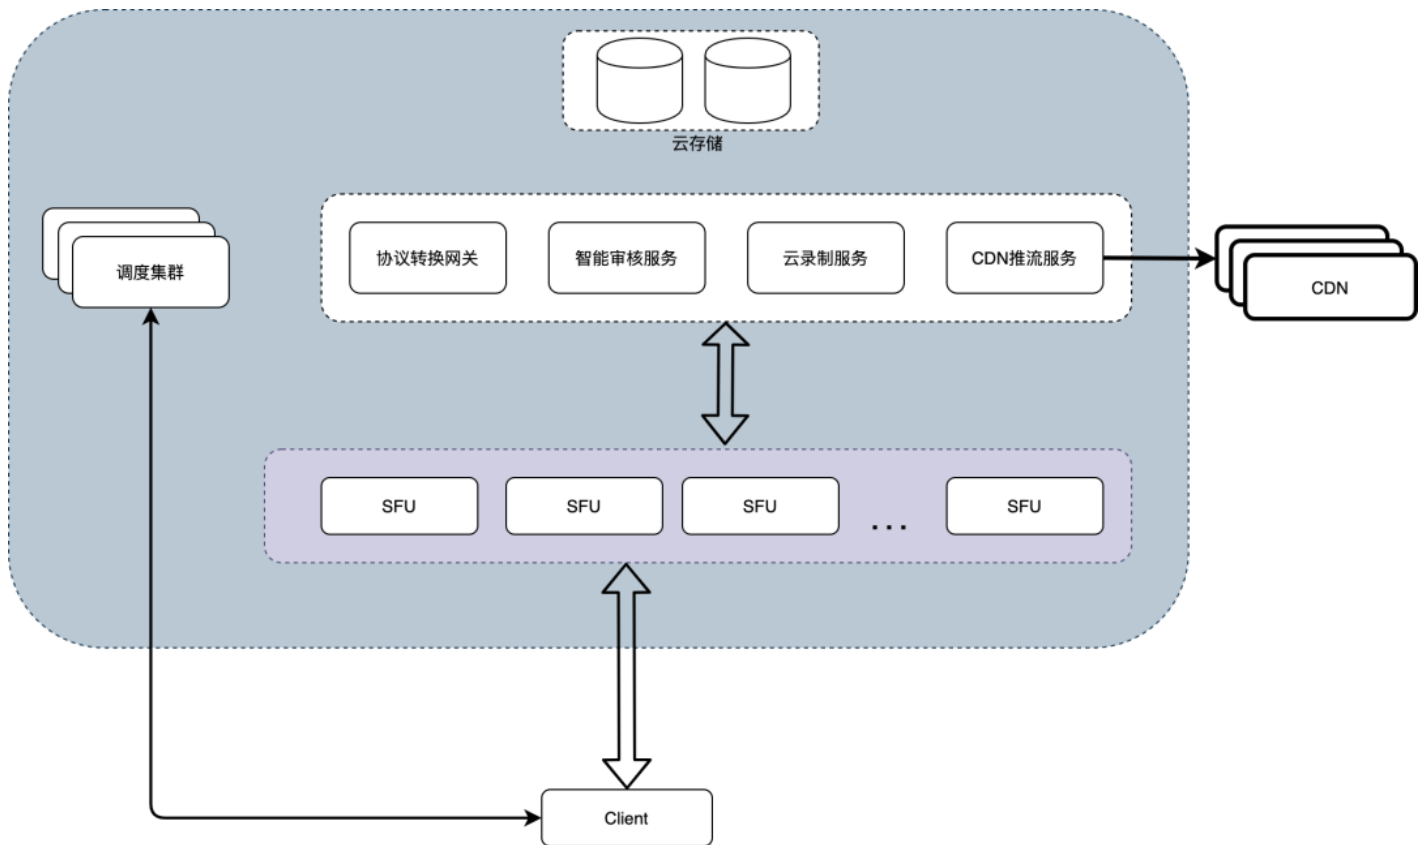 云存储
调度集群
协议转换网关
智能审核服务
云录制服务
CDN推流服务
CDN
SFU
SFU
SFU
...
SFU
Client